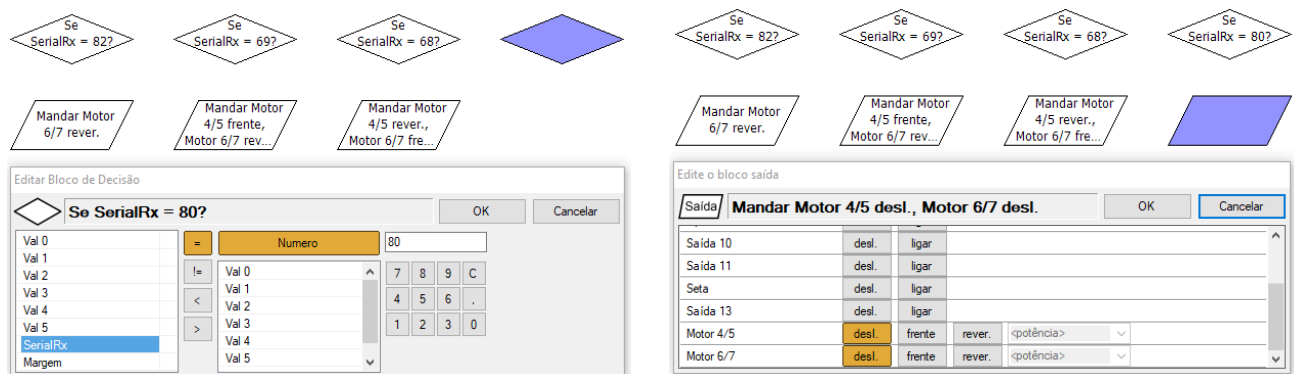 Se
SerialRx = 82?
Se
SerialRx = 69?
Se
SerialRx = 68?
Mandar Motor
6/7 rever.
Mandar Motor
4/5 frente,
Motor 6/7 rev...
Mandar Motor
4/5 rever.,
Motor 6/7 fre...
Editar Bloco de Decisão
Se SerialRx = 80?
OK
Cancelar
Val 0
Val 1
Val 2
Val 3
Val 4
Val 5
SerialRx
Margem
=
!=
<
>
Numero
80
Val 0
Val 1
Val 2
Val 3
Val 4
Val 5
7 8 9 C
4 5 6 .
1 2 3 0
Se
SerialRx = 82?
Se
SerialRx = 69?
Se
SerialRx = 68?
Se
SerialRx = 80?
Mandar Motor
6/7 rever.
Mandar Motor
4/5 frente,
Motor 6/7 rev...
Mandar Motor
4/5 rever.,
Motor 6/7 fre...
Edite o bloco saída
Saída
Mandar Motor 4/5 desl., Motor 6/7 desl.
OK
Cancelar
Saída 10 desl. ligar
Saída 11 desl. ligar
Seta desl. ligar
Saída 13 desl. ligar
Motor 4/5 desl. frente rever. <potência>
Motor 6/7 desl. frente rever. <potência>